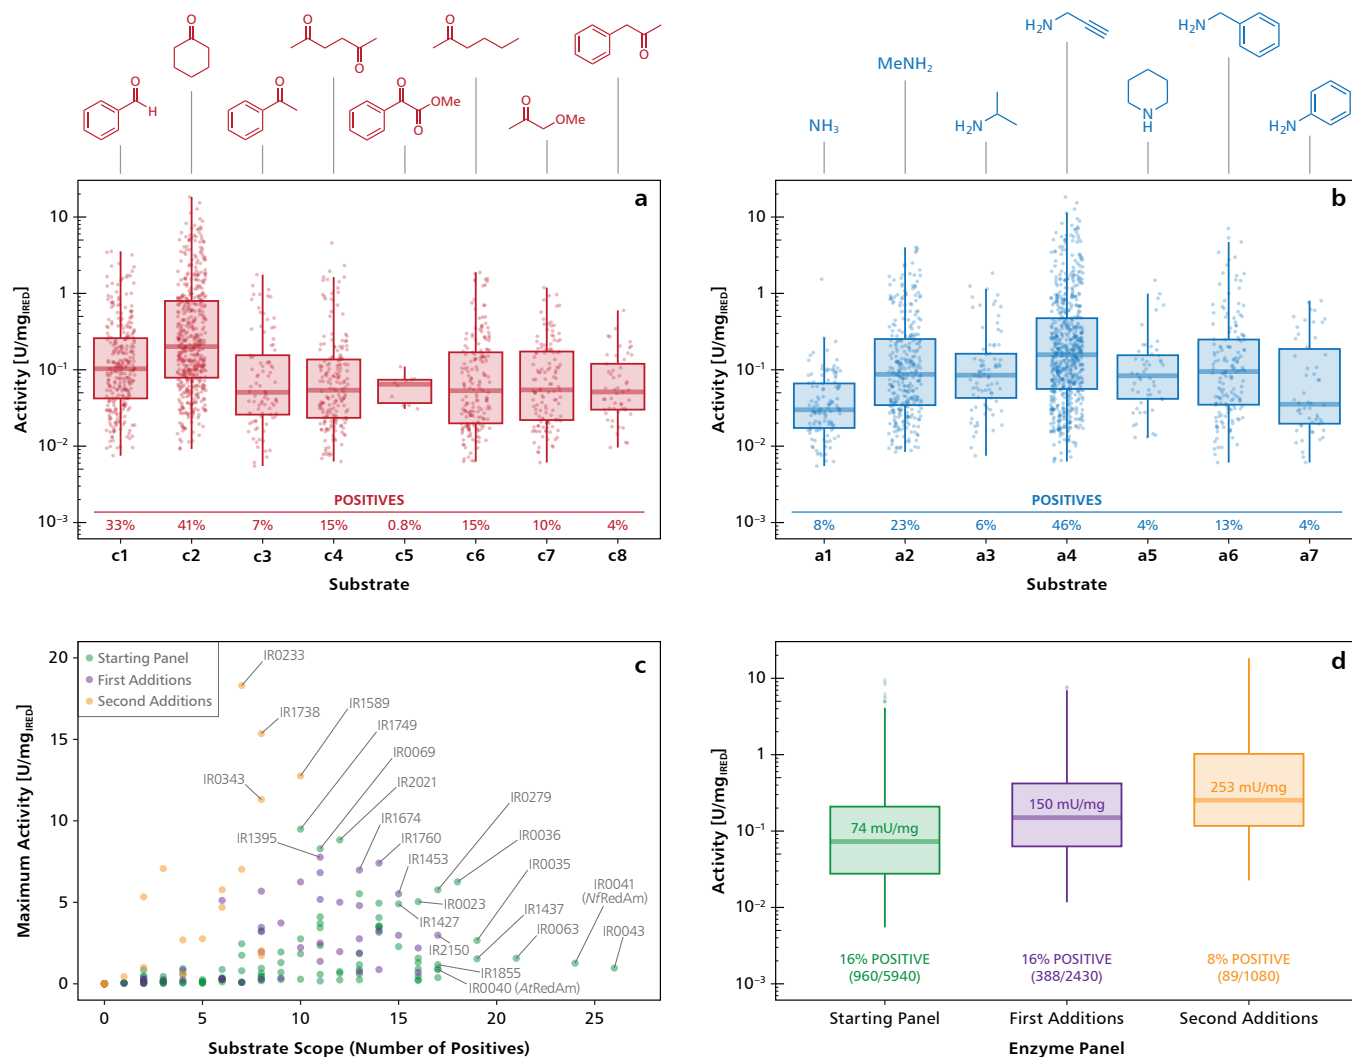 O
O
O
O
H
O
O
O
OMe
O
O
OMe
a
Activity [U/mgIRED]
10
1
10⁻¹
10⁻²
10⁻³
POSITIVES
33% 41% 7% 15% 0.8% 15% 10% 4%
c1 c2 c3 c4 c5 c6 c7 c8
Substrate
H₂N
H₂N
MeNH₂
NH₃
H₂N
N
H
H₂N
b
Activity [U/mgIRED]
10
1
10⁻¹
10⁻²
10⁻³
POSITIVES
8% 23% 6% 46% 4% 13% 4%
a1 a2 a3 a4 a5 a6 a7
Substrate
c
Starting Panel
First Additions
Second Additions
Maximum Activity [U/mgIRED]
20
15
10
5
0
IR0233
IR1738
IR1589
IR1749
IR0069
IR0343
IR2021
IR0279
IR1395
IR1674
IR1760
IR0036
IR1453
IR0035
IR0041
(NfRedAm)
IR0023
IR1427
IR1437
IR0063
IR0043
IR2150
IR1855
IR0040 (AtRedAm)
0 5 10 15 20 25
Substrate Scope (Number of Positives)
d
Activity [U/mgIRED]
10
1
10⁻¹
10⁻²
10⁻³
74 mU/mg
150 mU/mg
253 mU/mg
16% POSITIVE
(960/5940)
16% POSITIVE
(388/2430)
8% POSITIVE
(89/1080)
Starting Panel First Additions Second Additions
Enzyme Panel